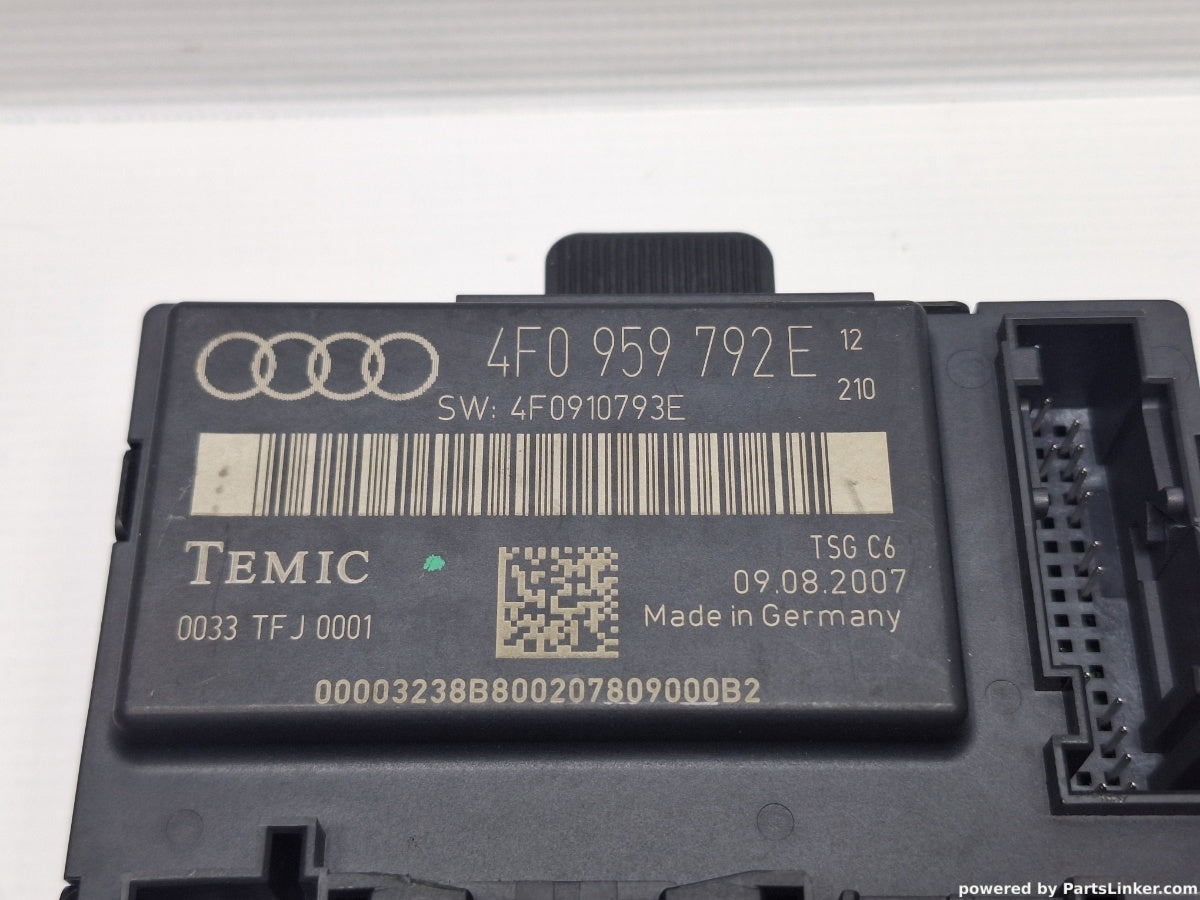 4F0 959 792E 12
210
SW: 4F0910793E
TEMIC
TSG C6
09.08.2007
Made in Germany
0033 TFJ 0001
00003238B800207809000B2
powered by PartsLinker.com